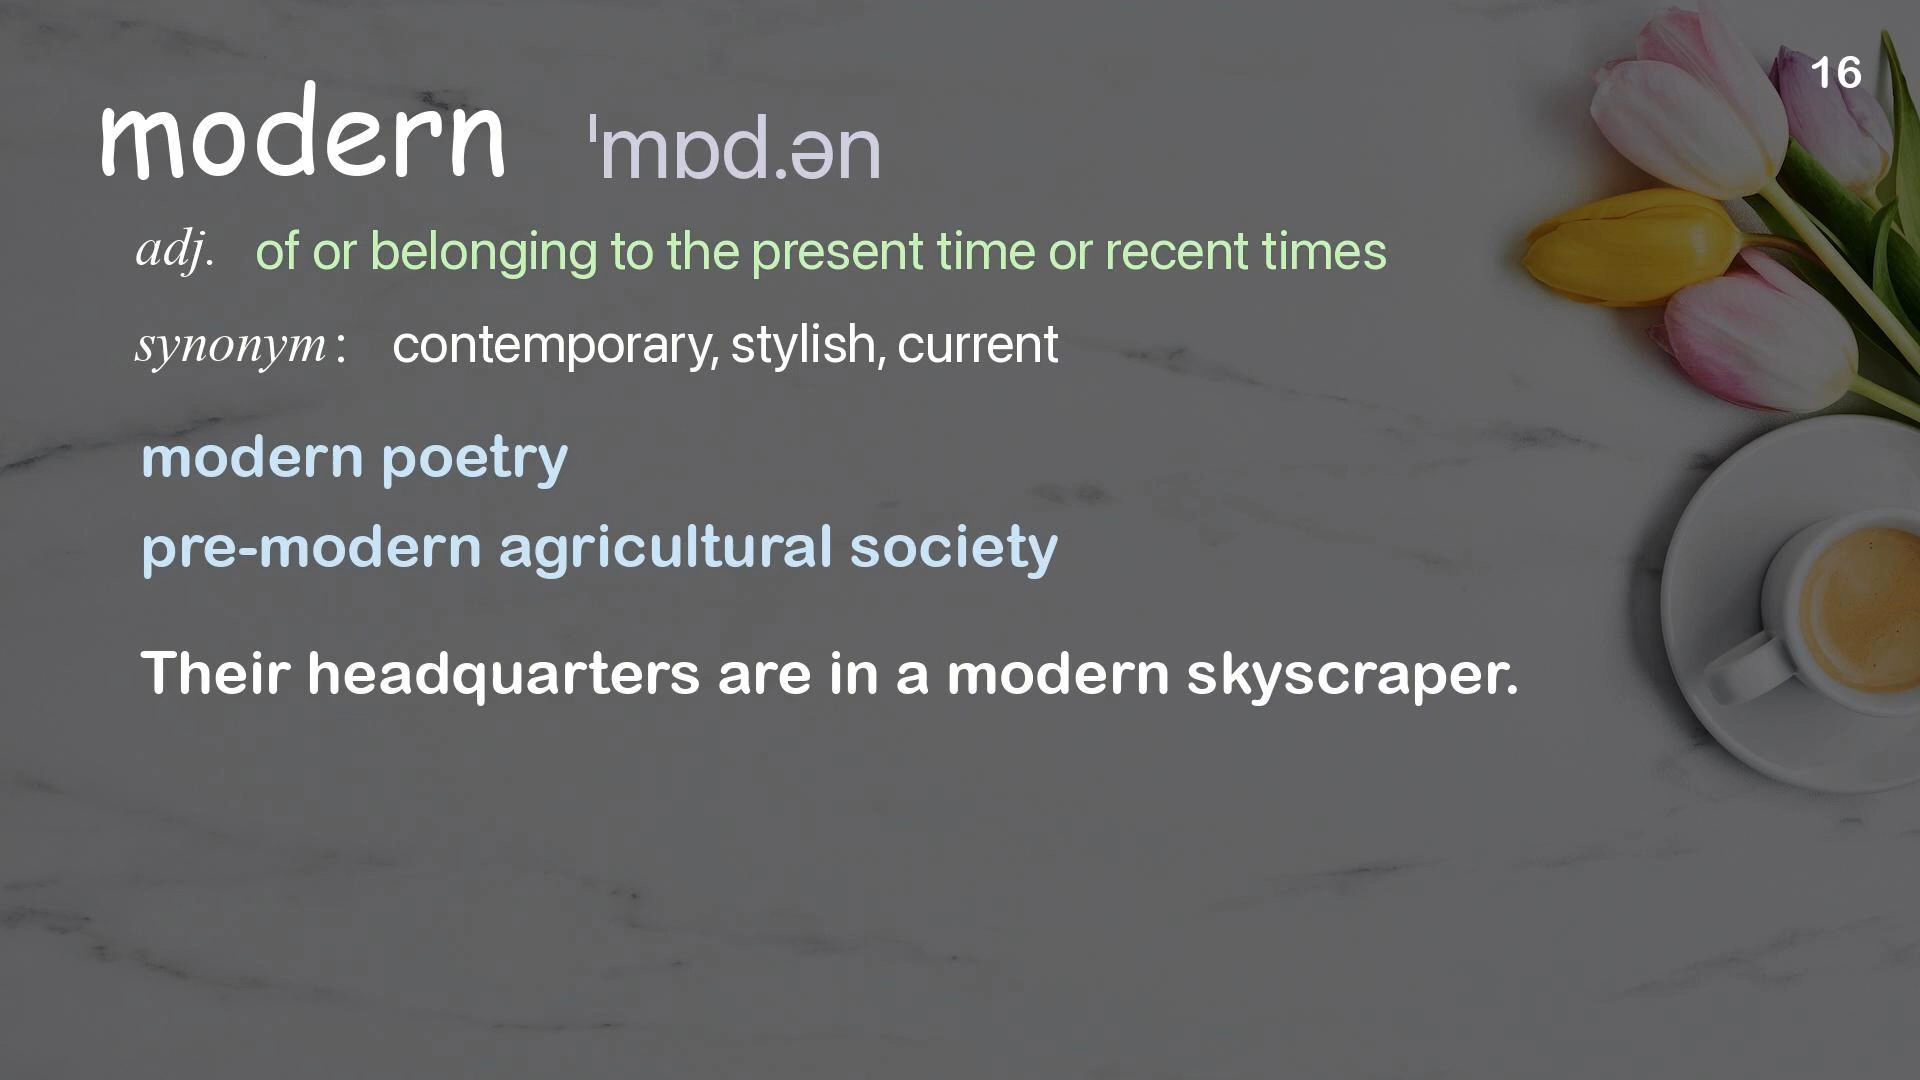 16
modern ˈmɒd.ən
adj. of or belonging to the present time or recent times
synonym : contemporary, stylish, current
modern poetry
pre-modern agricultural society
Their headquarters are in a modern skyscraper.